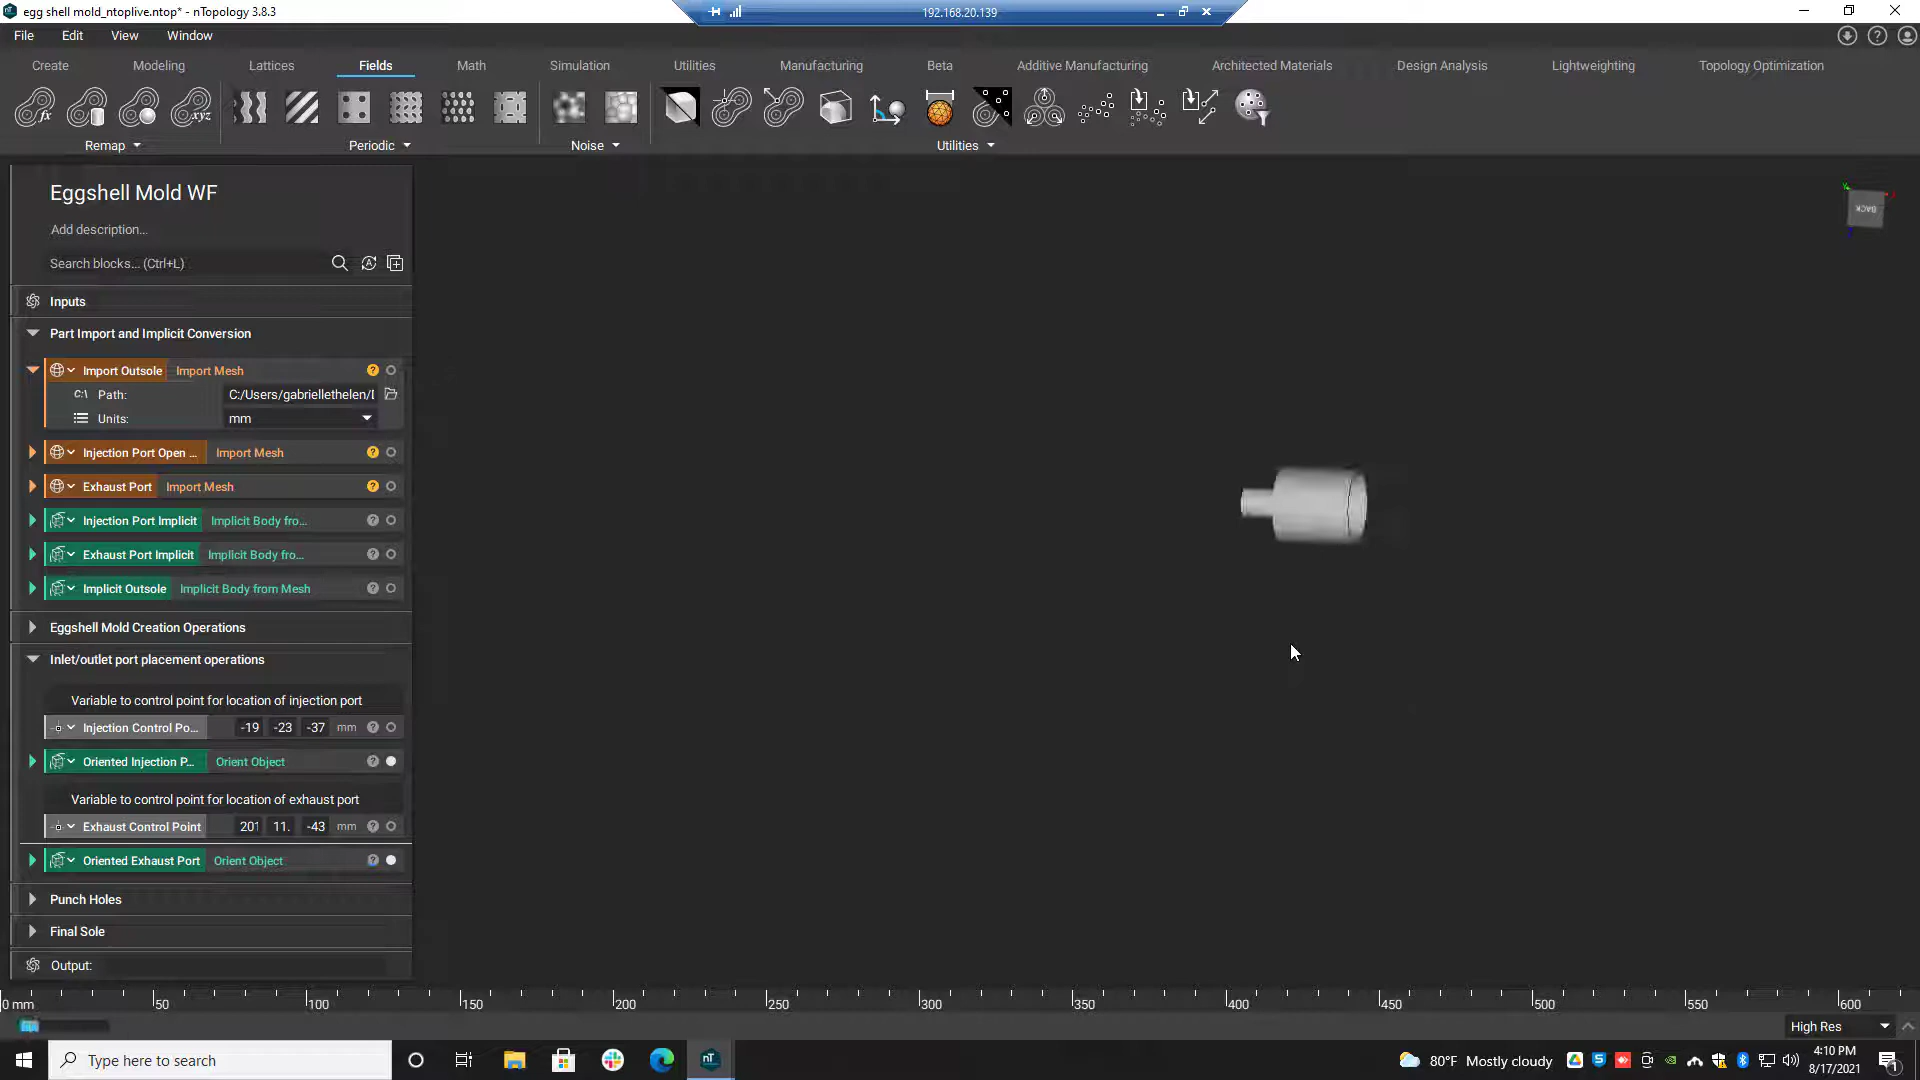 egg shell mold_ntoplive.ntop* - nTopology 3.8.3
192.168.20.139
File Edit View Window
Create Modeling Lattices Fields Math Simulation Utilities Manufacturing Beta Additive Manufacturing Architected Materials Design Analysis Lightweighting Topology Optimization
fx xyz
Remap Periodic Noise Utilities
Eggshell Mold WF
BACK
Add description...
Search blocks... (Ctrl+L)
Inputs
Part Import and Implicit Conversion
Import Outsole Import Mesh ?
C:\ Path: C:/Users/gabriellethelen/
Units: mm
Injection Port Open ... Import Mesh ?
Exhaust Port Import Mesh ?
Injection Port Implicit Implicit Body fro... ?
Exhaust Port Implicit Implicit Body fro... ?
Implicit Outsole Implicit Body from Mesh ?
Eggshell Mold Creation Operations
Inlet/outlet port placement operations
Variable to control point for location of injection port
Injection Control Po... -19 -23 -37 mm ?
Oriented Injection P... Orient Object ?
Variable to control point for location of exhaust port
Exhaust Control Point 201 11. -43 mm ?
Oriented Exhaust Port Orient Object ?
Punch Holes
Final Sole
Output:
0 mm 50 100 150 200 250 300 350 400 450 500 550 600
High Res
Type here to search
nT
80°F Mostly cloudy
4:10 PM
8/17/2021
1